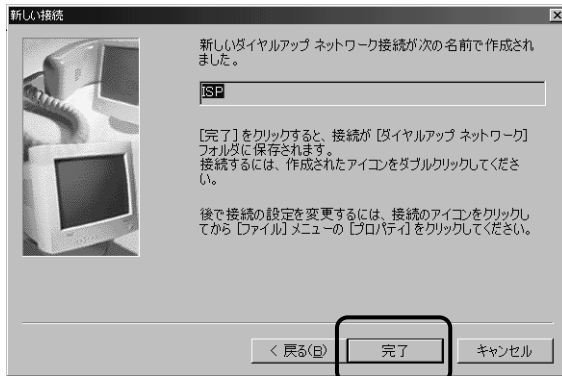 新しい接続
新しいダイヤルアップ ネットワーク接続が次の名前で作成され
ました。
ISP
[完了] をクリックすると、接続が [ダイヤルアップ ネットワーク]
フォルダに保存されます。
接続するには、作成されたアイコンをダブルクリックしてくださ
い。
後で接続の設定を変更するには、接続のアイコンをクリックし
てから [ファイル] メニューの [プロパティ] をクリックしてください。
< 戻る(B)
完了
キャンセル